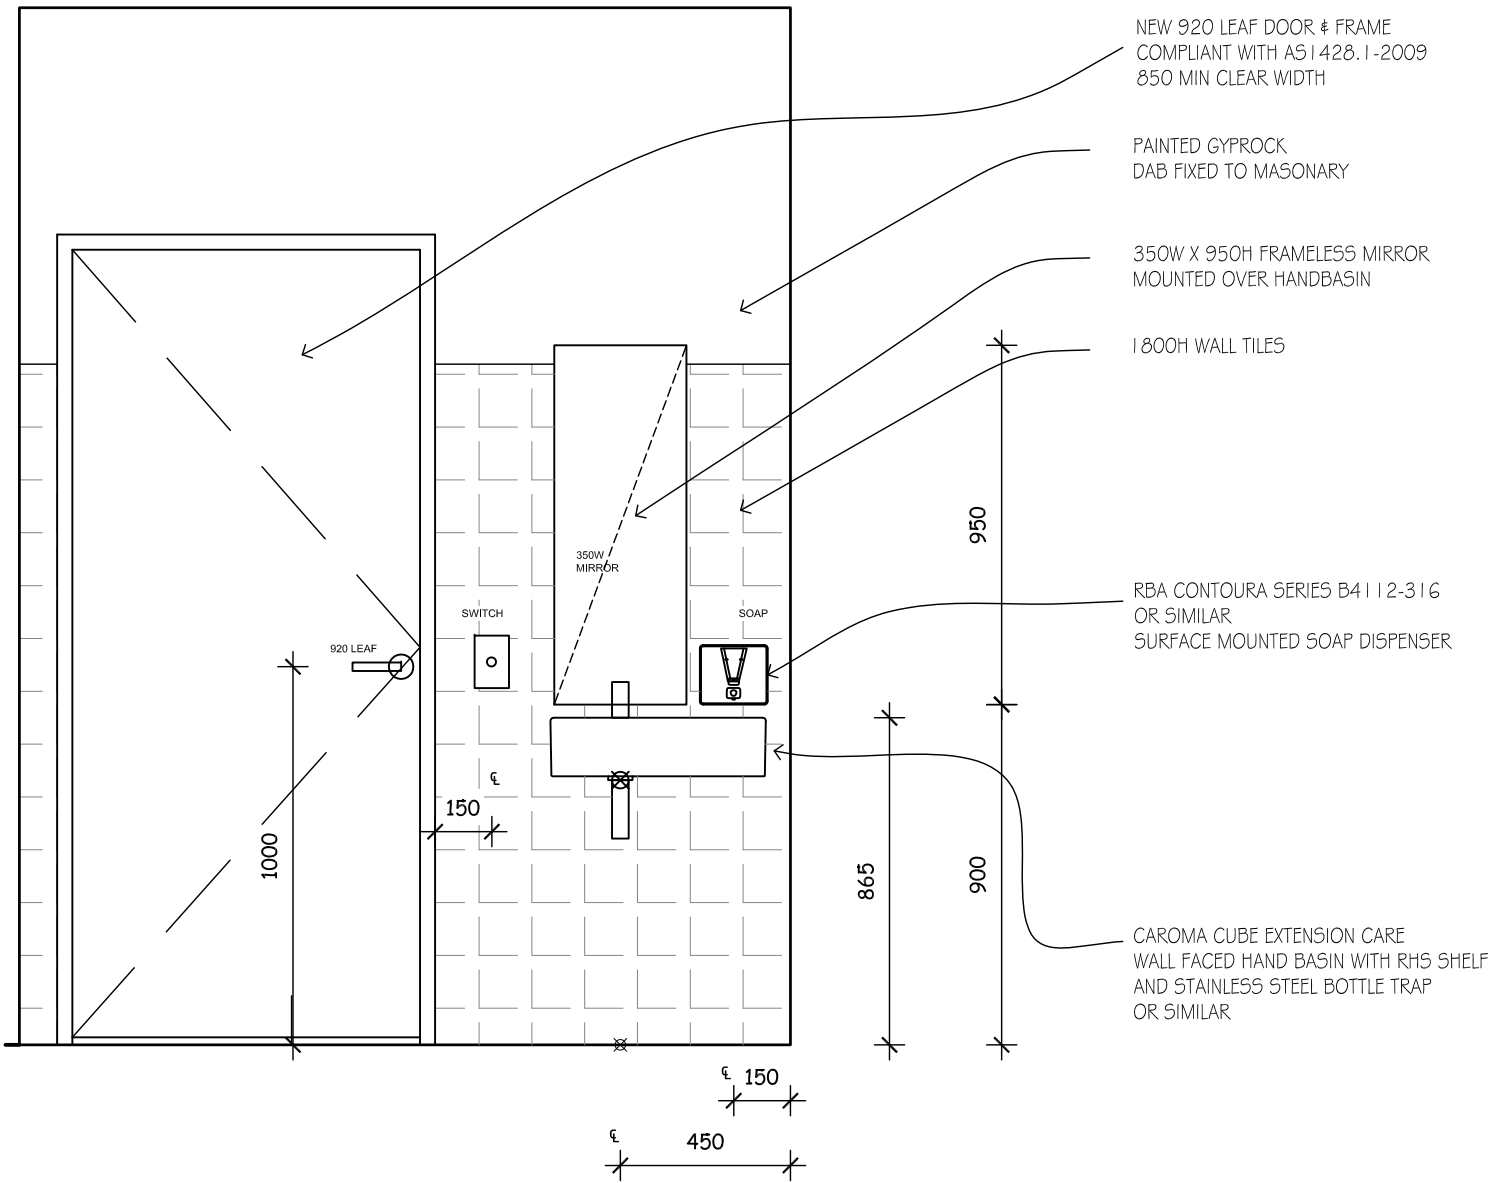 NEW 920 LEAF DOOR & FRAME
COMPLIANT WITH AS1428.1-2009
850 MIN CLEAR WIDTH
PAINTED GYPROCK
DAB FIXED TO MASONARY
350W X 950H FRAMELESS MIRROR
MOUNTED OVER HANDBASIN
1800H WALL TILES
950
350W
MIRROR
RBA CONTOURA SERIES B4112-316
OR SIMILAR
SURFACE MOUNTED SOAP DISPENSER
SWITCH
SOAP
920 LEAF
℄
150
1000
865
900
CAROMA CUBE EXTENSION CARE
WALL FACED HAND BASIN WITH RHS SHELF
AND STAINLESS STEEL BOTTLE TRAP
OR SIMILAR
℄ 150
℄ 450